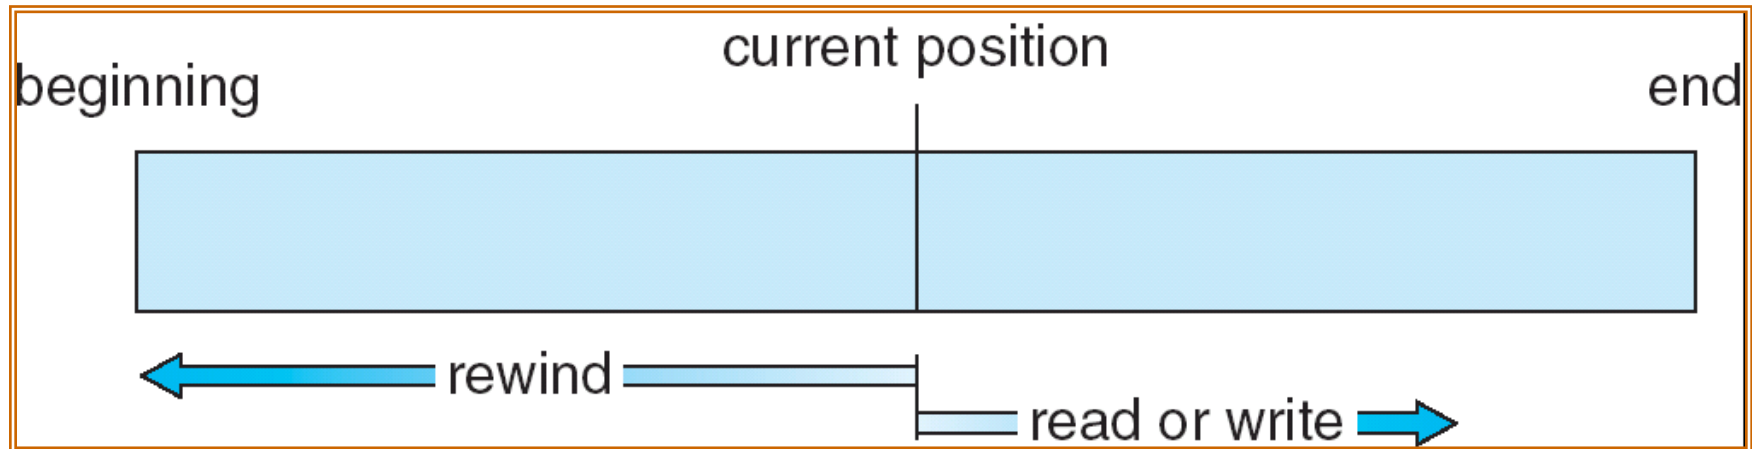 current position
beginning
end
rewind
read or write